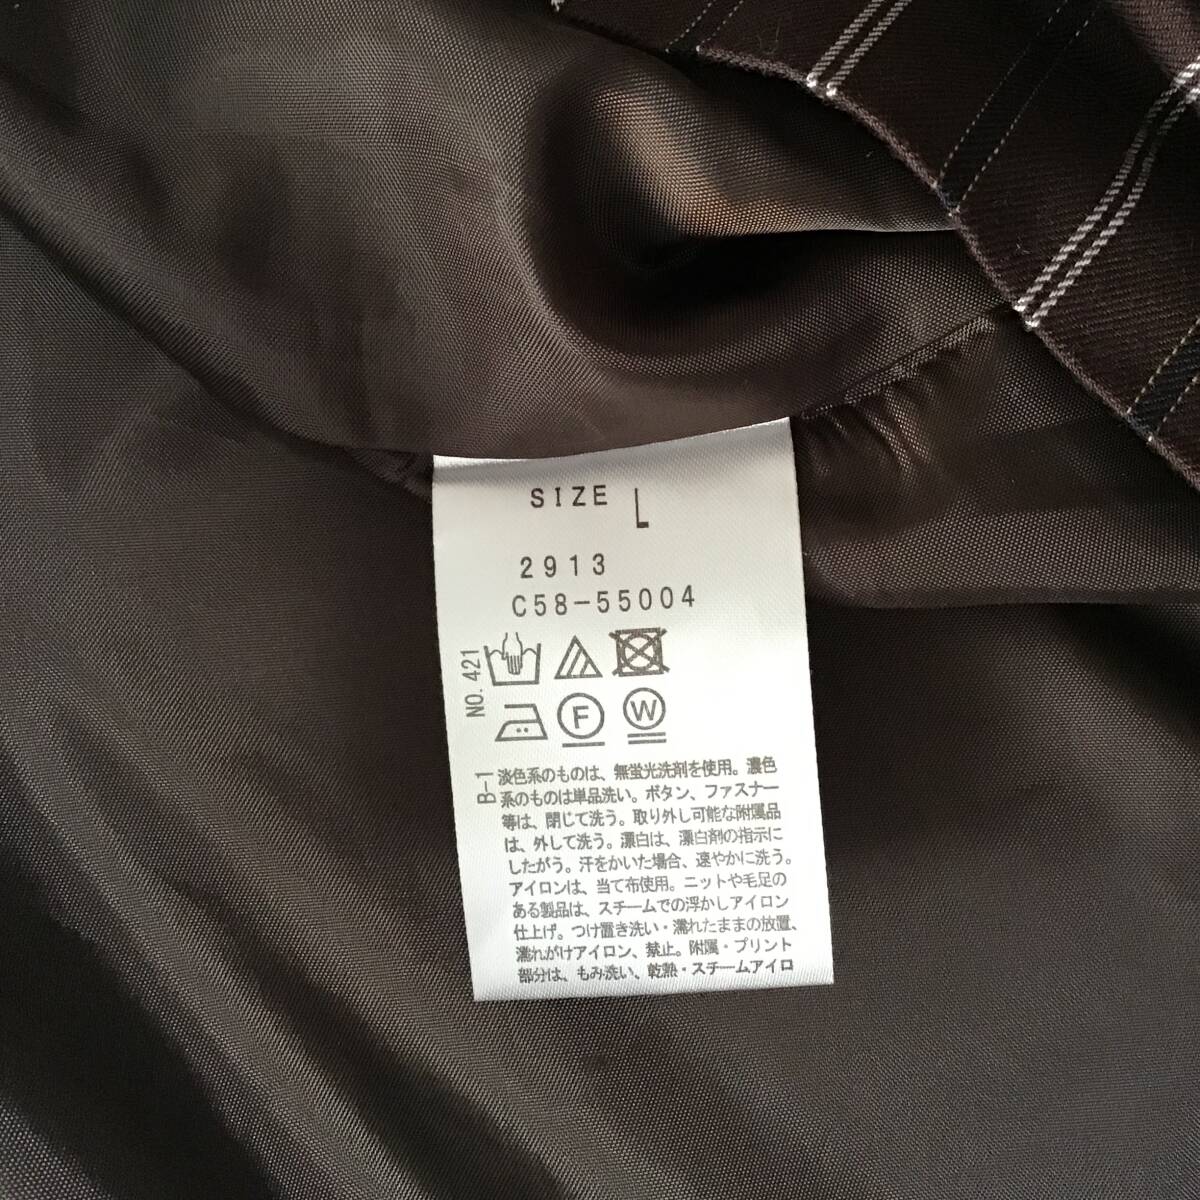 SIZE L
2913
C58-55004
NO. 421
F
W
B-1
淡色系のものは、無蛍光洗剤を使用。濃色
系のものは単品洗い。ボタン、ファスナー
等は、閉じて洗う。取り外し可能な附属品
は、外して洗う。漂白は、漂白剤の指示に
したがう。汗をかいた場合、速やかに洗う。
アイロンは、当て布使用。ニットや毛足の
ある製品は、スチームでの浮かしアイロン
仕上げ。つけ置き洗い・濡れたままの放置、
濡れがけアイロン、禁止。附属・プリント
部分は、もみ洗い、乾熱・スチームアイロ